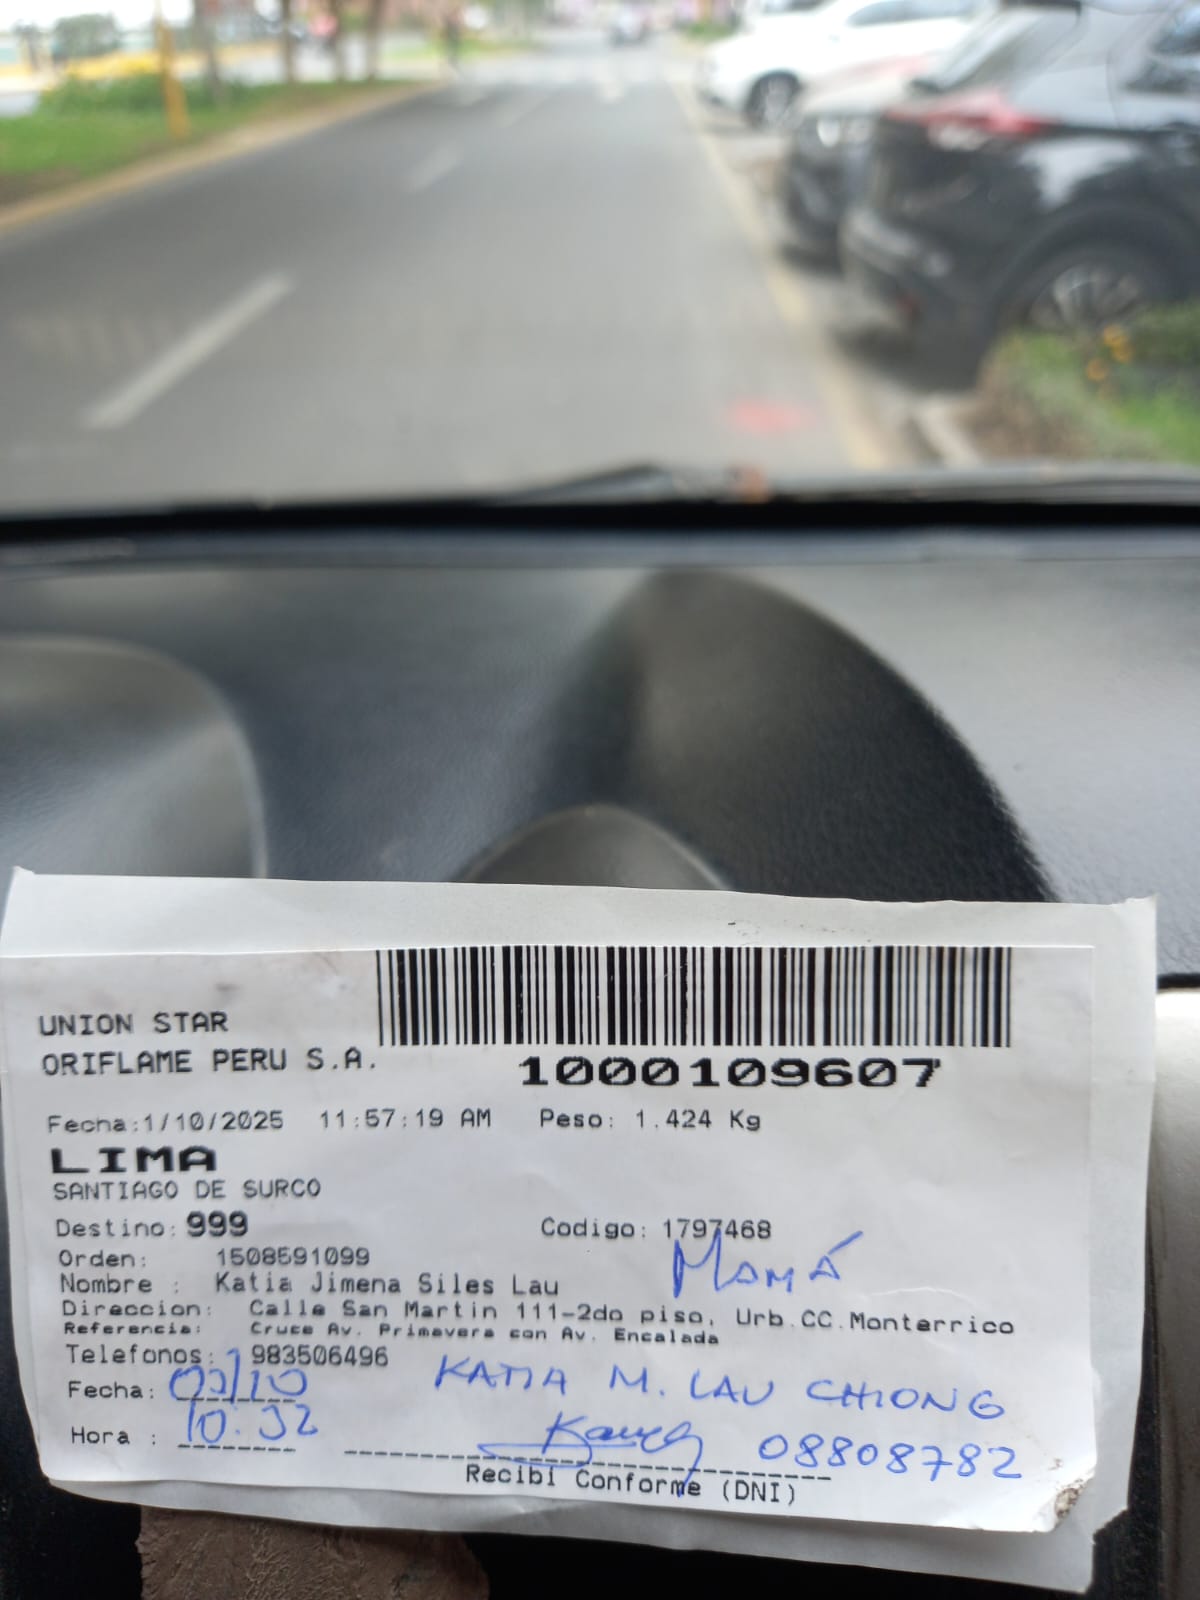 UNION STAR
ORIFLAME PERU S.A.
1000109607
Fecha:1/10/2025 11:57:19 AM Peso: 1.424 Kg
LIMA
SANTIAGO DE SURCO
Destino: 999 Codigo: 1797468
Orden: 1508591099 MAMÁ
Nombre : Katia Jimena Siles Lau
Direccion: Calle San Martin 111-2do piso, Urb.CC.Monterrico
Referencia: Cruce Av. Primavera con Av. Encalada
Telefonos: 983506496
Fecha: KATIA M. LAU CHIONG
Hora : 10:32 08808782
Recibi Conforme (DNI)